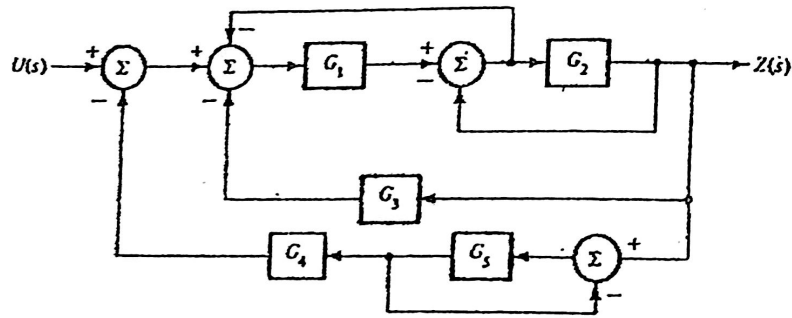 −
U(s) + Σ + Σ G₁ + Σ G₂ Z(s)
− − −
G₃
G₄ G₅ Σ +
−